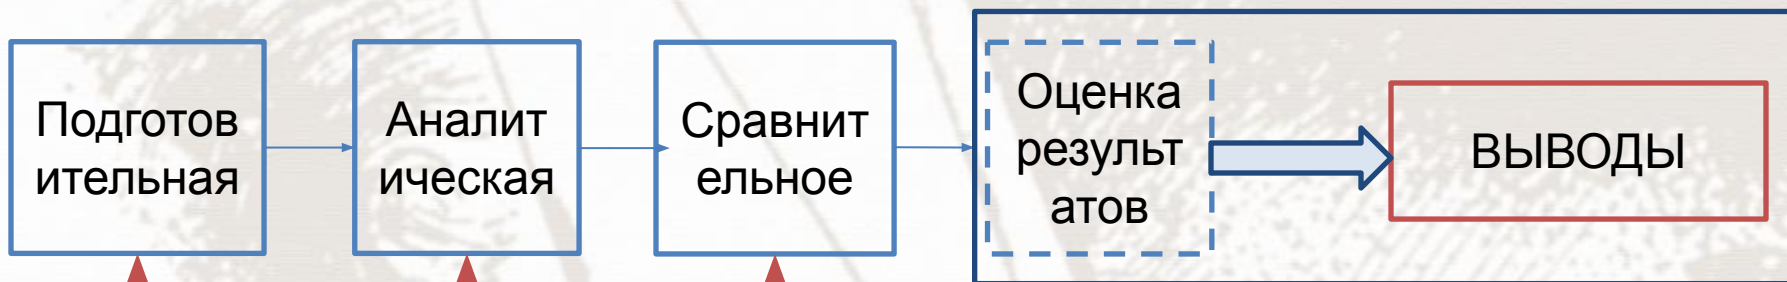 Подготов
ительная
Аналит
ическая
Сравнит
ельное
Оценка
результ
атов
ВЫВОДЫ